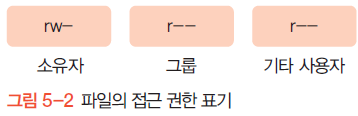 rw- r-- r--
소유자 그룹 기타 사용자
그림 5-2 파일의 접근 권한 표기